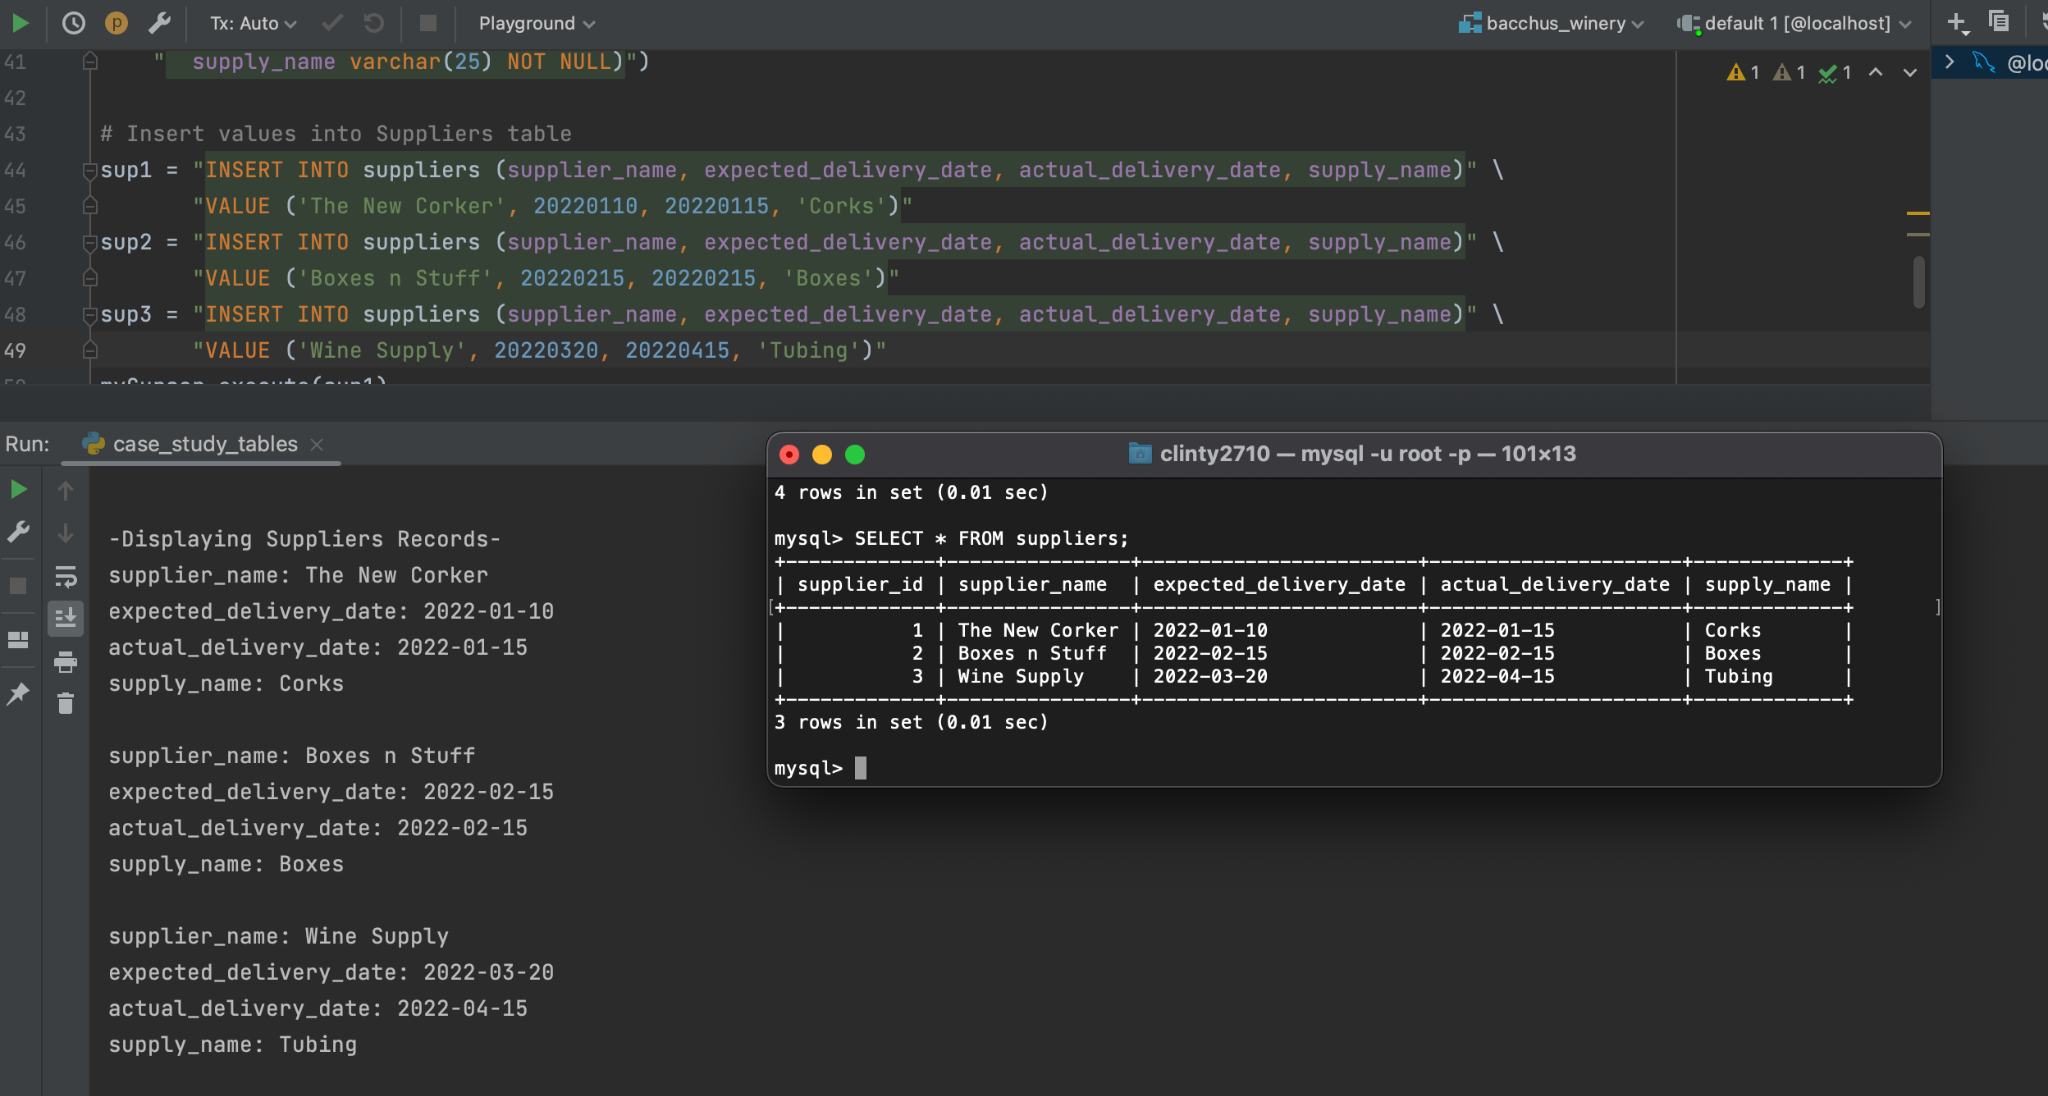 Tx: Auto Playground bacchus_winery default 1 [@localhost]
41 " supply_name varchar(25) NOT NULL)")
1 1 1
42
43 # Insert values into Suppliers table
44 sup1 = "INSERT INTO suppliers (supplier_name, expected_delivery_date, actual_delivery_date, supply_name)" \
45 "VALUE ('The New Corker', 20220110, 20220115, 'Corks')"
46 sup2 = "INSERT INTO suppliers (supplier_name, expected_delivery_date, actual_delivery_date, supply_name)" \
47 "VALUE ('Boxes n Stuff', 20220215, 20220215, 'Boxes')"
48 sup3 = "INSERT INTO suppliers (supplier_name, expected_delivery_date, actual_delivery_date, supply_name)" \
49 "VALUE ('Wine Supply', 20220320, 20220415, 'Tubing')"
Run: case_study_tables
-Displaying Suppliers Records-
supplier_name: The New Corker
expected_delivery_date: 2022-01-10
actual_delivery_date: 2022-01-15
supply_name: Corks
supplier_name: Boxes n Stuff
expected_delivery_date: 2022-02-15
actual_delivery_date: 2022-02-15
supply_name: Boxes
supplier_name: Wine Supply
expected_delivery_date: 2022-03-20
actual_delivery_date: 2022-04-15
supply_name: Tubing
clinty2710 — mysql -u root -p — 101×13
4 rows in set (0.01 sec)
mysql> SELECT * FROM suppliers;
+-------------+----------------+------------------------+----------------------+-------------+
| supplier_id | supplier_name | expected_delivery_date | actual_delivery_date | supply_name |
+-------------+----------------+------------------------+----------------------+-------------+
| 1 | The New Corker | 2022-01-10 | 2022-01-15 | Corks |
| 2 | Boxes n Stuff | 2022-02-15 | 2022-02-15 | Boxes |
| 3 | Wine Supply | 2022-03-20 | 2022-04-15 | Tubing |
+-------------+----------------+------------------------+----------------------+-------------+
3 rows in set (0.01 sec)
mysql>